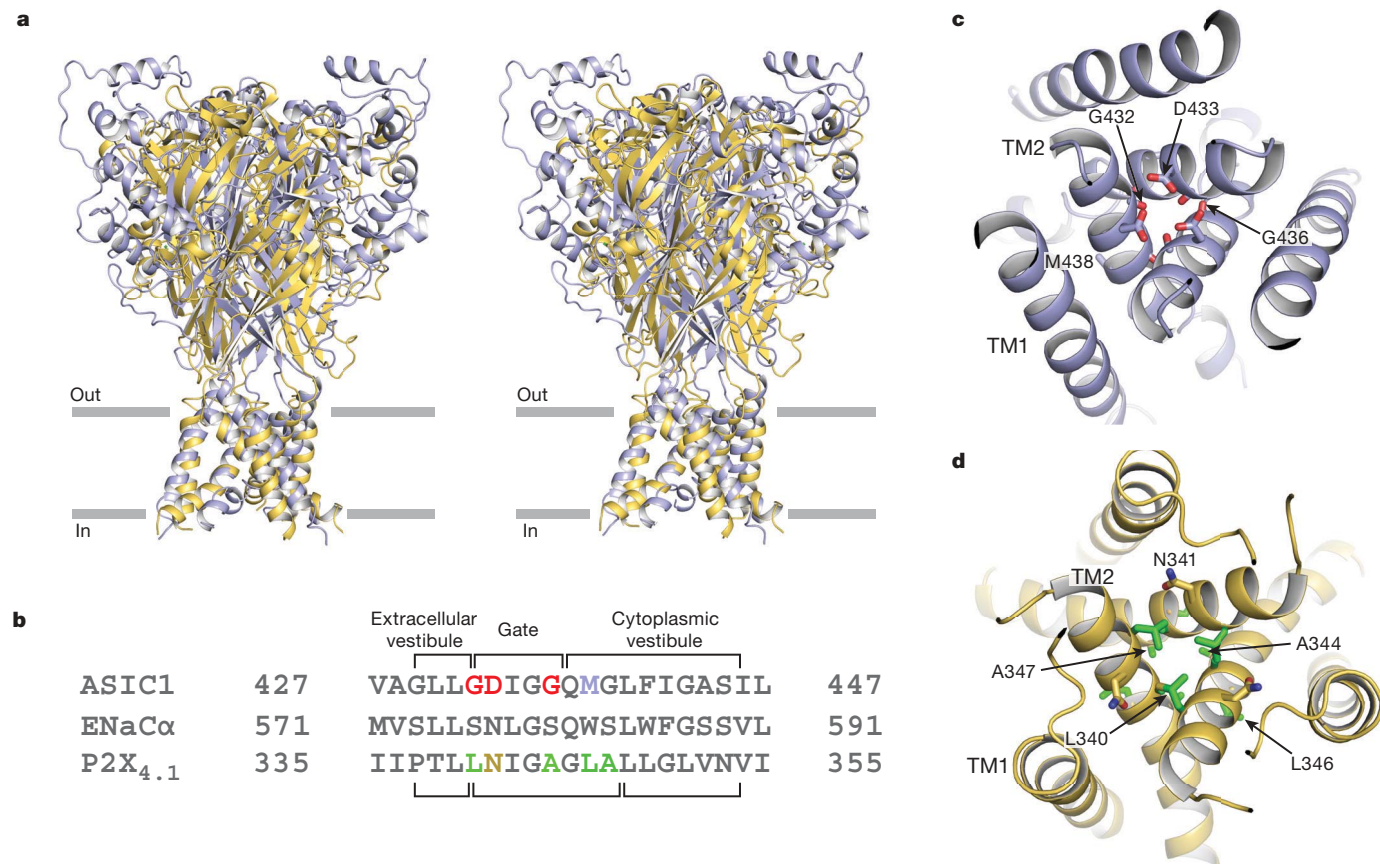 a
Out
Out
In
In
b
Extracellular vestibule
Gate
Cytoplasmic vestibule
ASIC1 427 VAGLLGDIGGQMGLFIGASIL 447
ENaCα 571 MVSLLSNLGSQWSLWFGSSVL 591
P2X4.1 335 IIPTLLNIGAGLALLGLVNVI 355
c
G432
D433
TM2
G436
M438
TM1
d
N341
TM2
A347
A344
L340
L346
TM1